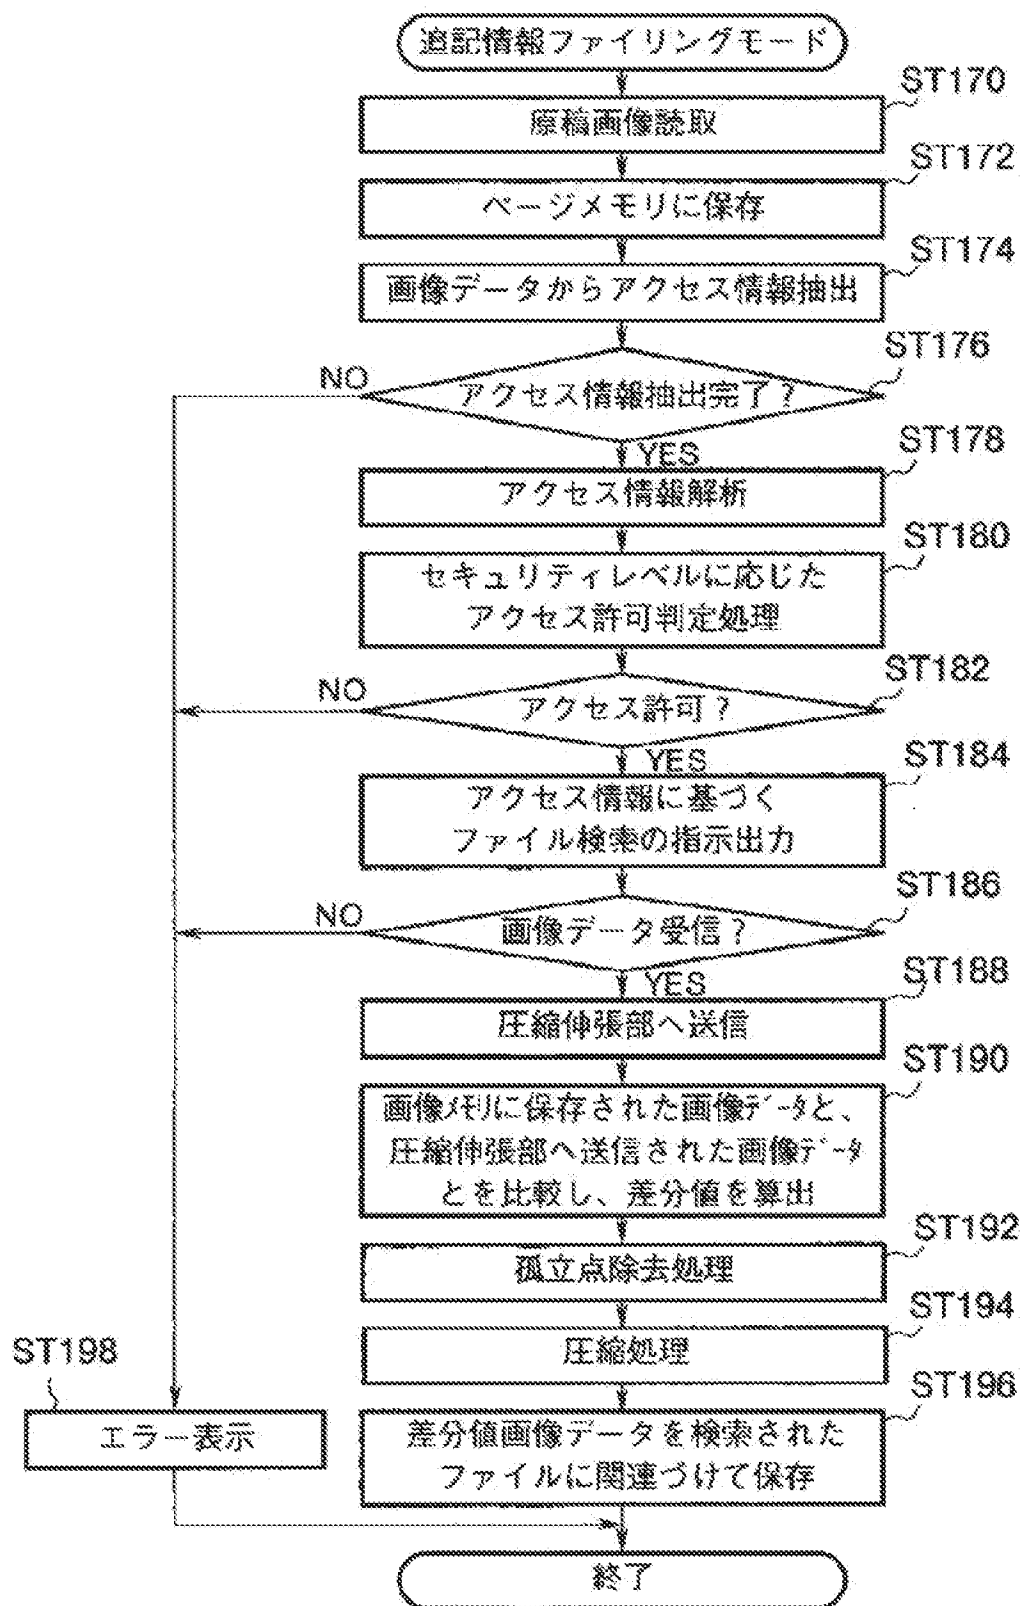 追記情報ファイリングモード
ST170
原稿画像読取
ST172
ページメモリに保存
ST174
画像データからアクセス情報抽出
ST176
NO
アクセス情報抽出完了？
YES
ST178
アクセス情報解析
ST180
セキュリティレベルに応じた
アクセス許可判定処理
ST182
NO
アクセス許可？
YES
ST184
アクセス情報に基づく
ファイル検索の指示出力
ST186
NO
画像データ受信？
YES
ST188
圧縮伸張部へ送信
ST190
画像メモリに保存された画像データと、
圧縮伸張部へ送信された画像データ
とを比較し、差分値を算出
ST192
孤立点除去処理
ST194
圧縮処理
ST198
ST196
エラー表示
差分値画像データを検索された
ファイルに関連づけて保存
終了